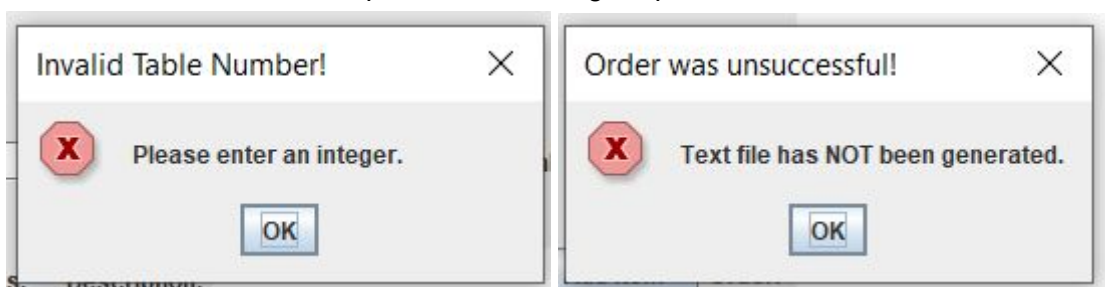 Invalid Table Number!
Please enter an integer.
OK
Order was unsuccessful!
Text file has NOT been generated.
OK